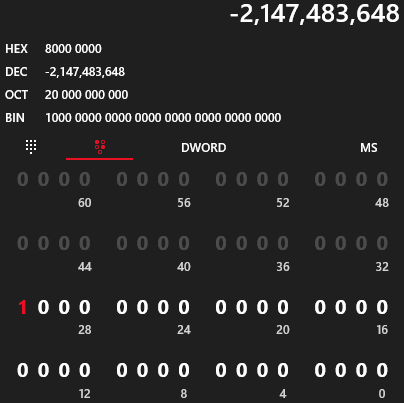 -2,147,483,648
HEX 8000 0000
DEC -2,147,483,648
OCT 20 000 000 000
BIN 1000 0000 0000 0000 0000 0000 0000 0000
DWORD MS
0 0 0 0 0 0 0 0 0 0 0 0 0 0 0 0
60 56 52 48
0 0 0 0 0 0 0 0 0 0 0 0 0 0 0 0
44 40 36 32
1 0 0 0 0 0 0 0 0 0 0 0 0 0 0 0
28 24 20 16
0 0 0 0 0 0 0 0 0 0 0 0 0 0 0 0
12 8 4 0